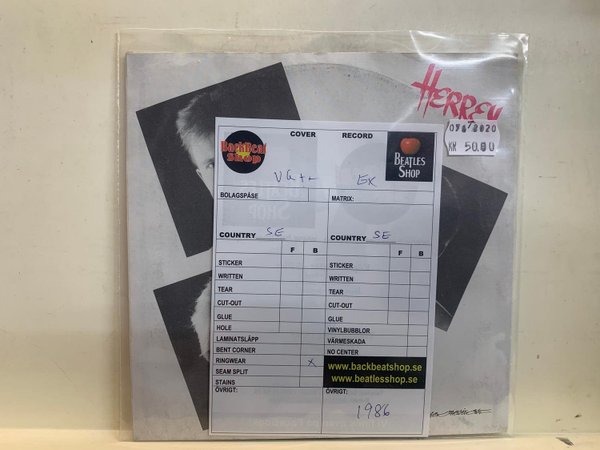 HERREY
KR 50.00
COVER RECORD
BackBeat Shop
BEATLES SHOP
VG++ EX
BOLAGSPÅSE MATRIX:
COUNTRY SE COUNTRY SE
F B F B
STICKER STICKER
WRITTEN WRITTEN
TEAR TEAR
CUT-OUT CUT-OUT
GLUE GLUE
HOLE VINYLBUBBLOR
LAMINATSLÄPP VÄRMESKADA
BENT CORNER NO CENTER
RINGWEAR X
SEAM SPLIT
STAINS
www.backbeatshop.se
www.beatlesshop.se
ÖVRIGT: ÖVRIGT:
1986